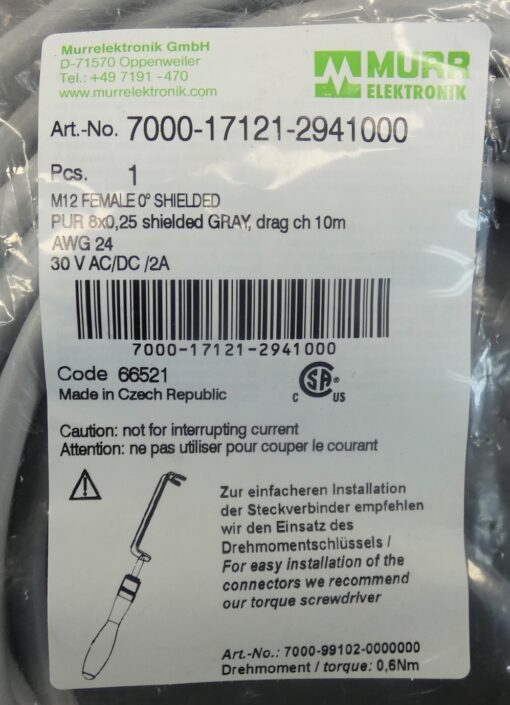 Murrelektronik GmbH
D-71570 Oppenweiler
Tel.: +49 7191 -470
www.murrelektronik.com
MURR
ELEKTRONIK
Art.-No. 7000-17121-2941000
Pcs. 1
M12 FEMALE 0° SHIELDED
PUR 8x0,25 shielded GRAY, drag ch 10m
AWG 24
30 V AC/DC /2A
7000-17121-2941000
Code 66521
Made in Czech Republic
C SA ® C US
Caution: not for interrupting current
Attention: ne pas utiliser pour couper le courant
Zur einfacheren Installation
der Steckverbinder empfehlen
wir den Einsatz des
Drehmomentschlüssels /
For easy installation of the
connectors we recommend
our torque screwdriver
Art.-No.: 7000-99102-0000000
Drehmoment / torque: 0,6Nm